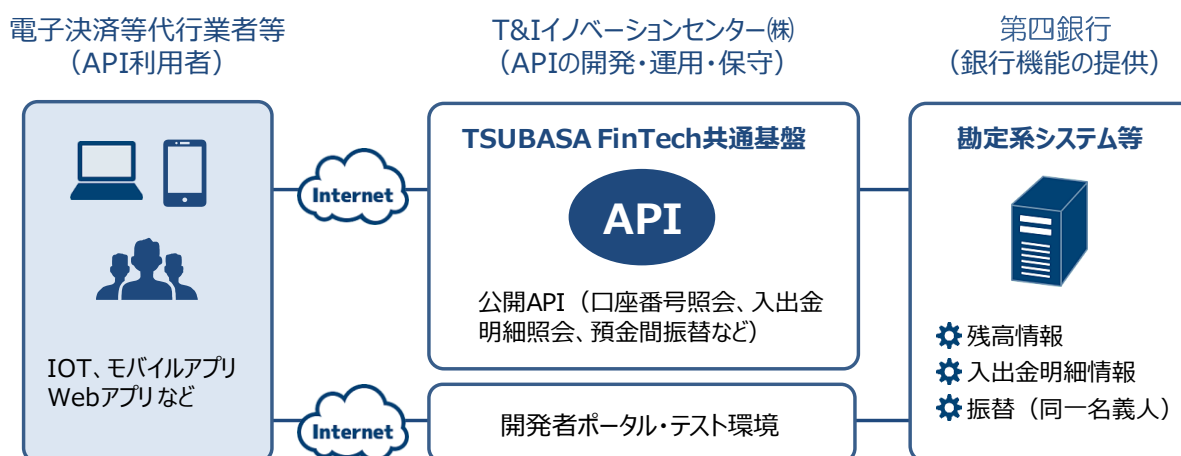 電子決済等代行業者等
（API利用者）
IOT、モバイルアプリ
Webアプリなど
Internet
Internet
T&Iイノベーションセンター㈱
（APIの開発・運用・保守）
TSUBASA FinTech共通基盤
API
公開API（口座番号照会、入出金
明細照会、預金間振替など）
開発者ポータル・テスト環境
第四銀行
（銀行機能の提供）
勘定系システム等
残高情報
入出金明細情報
振替（同一名義人）